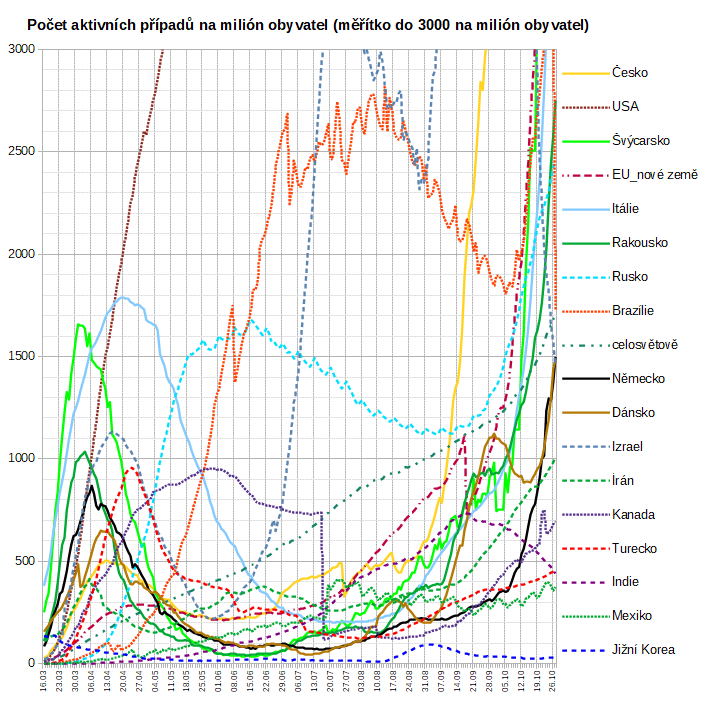 Počet aktivních případů na milión obyvatel (měřítko do 3000 na milión obyvatel)
3000
2500
2000
1500
1000
500
0
Česko
USA
Švýcarsko
EU_nové země
Itálie
Rakousko
Rusko
Brazílie
celosvětově
Německo
Dánsko
Izrael
Írán
Kanada
Turecko
Indie
Mexiko
Jižní Korea
16.03
23.03
30.03
06.04
13.04
20.04
27.04
04.05
11.05
18.05
25.05
01.06
08.06
15.06
22.06
29.06
06.07
13.07
20.07
27.07
03.08
10.08
17.08
24.08
31.08
07.09
14.09
21.09
28.09
05.10
12.10
19.10
26.10